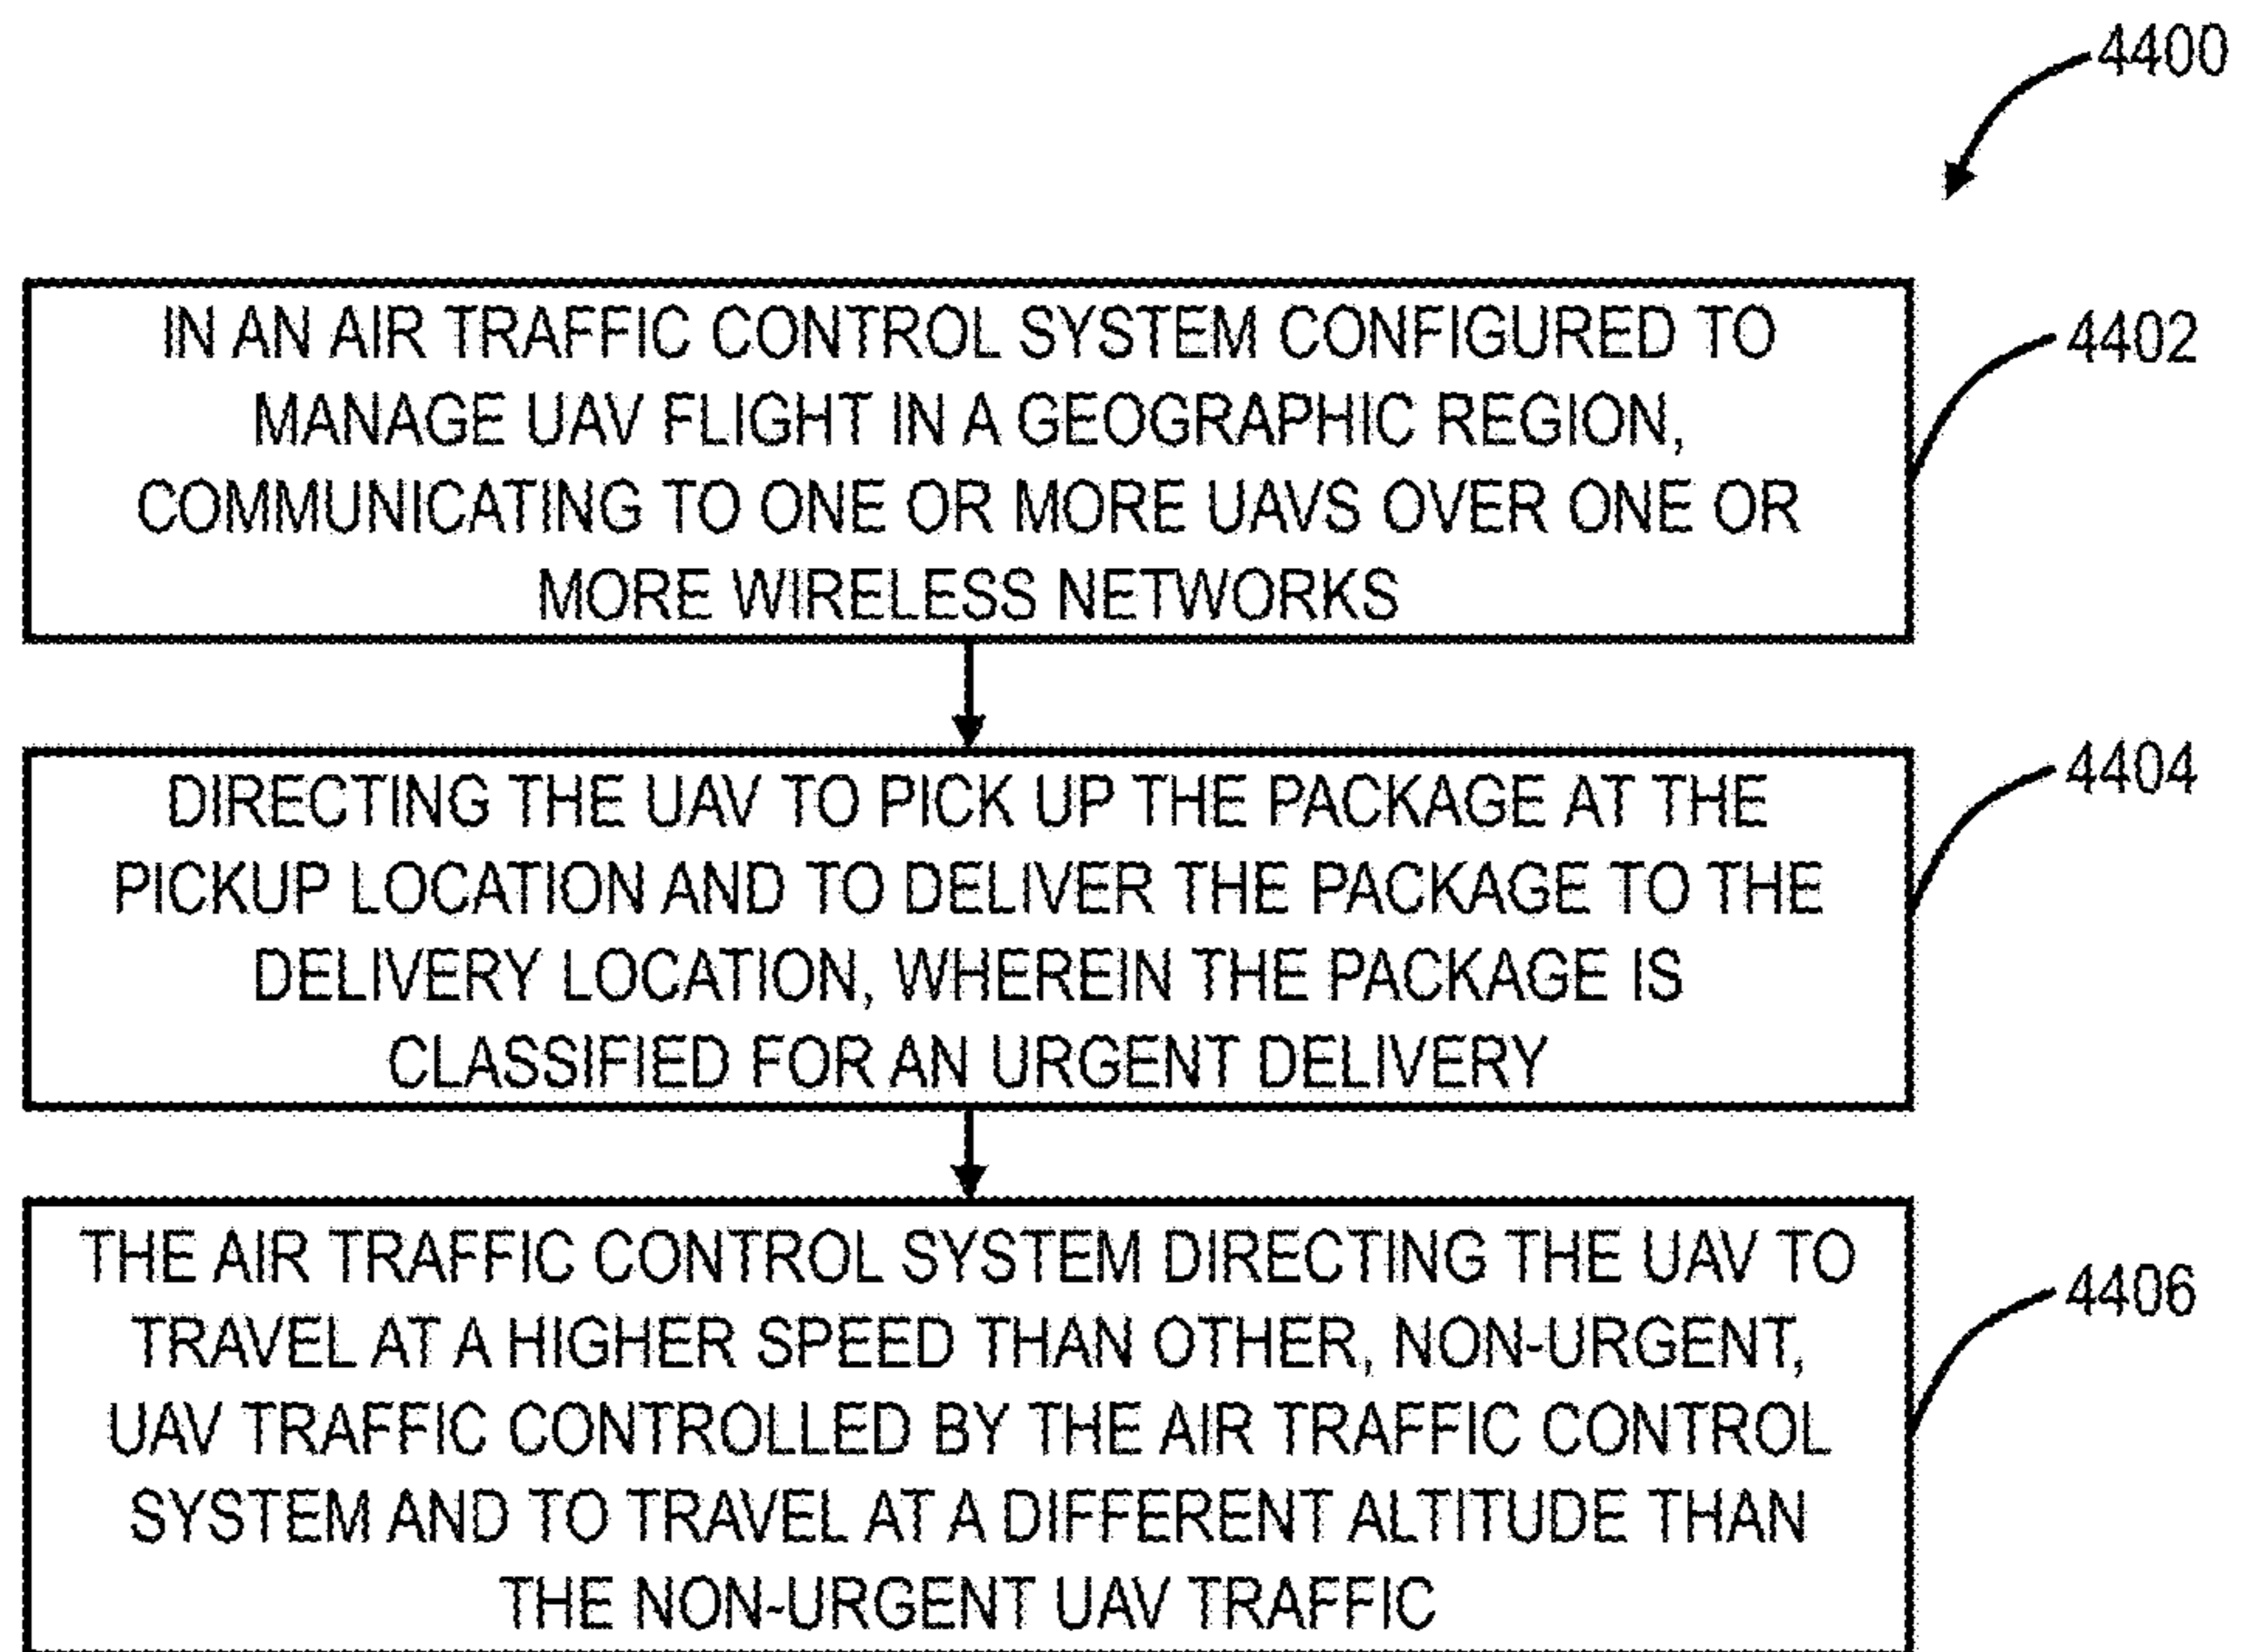 4400
IN AN AIR TRAFFIC CONTROL SYSTEM CONFIGURED TO
MANAGE UAV FLIGHT IN A GEOGRAPHIC REGION,
COMMUNICATING TO ONE OR MORE UAVS OVER ONE OR
MORE WIRELESS NETWORKS
4402
DIRECTING THE UAV TO PICK UP THE PACKAGE AT THE
PICKUP LOCATION AND TO DELIVER THE PACKAGE TO THE
DELIVERY LOCATION, WHEREIN THE PACKAGE IS
CLASSIFIED FOR AN URGENT DELIVERY
4404
THE AIR TRAFFIC CONTROL SYSTEM DIRECTING THE UAV TO
TRAVEL AT A HIGHER SPEED THAN OTHER, NON-URGENT,
UAV TRAFFIC CONTROLLED BY THE AIR TRAFFIC CONTROL
SYSTEM AND TO TRAVEL AT A DIFFERENT ALTITUDE THAN
THE NON-URGENT UAV TRAFFIC
4406